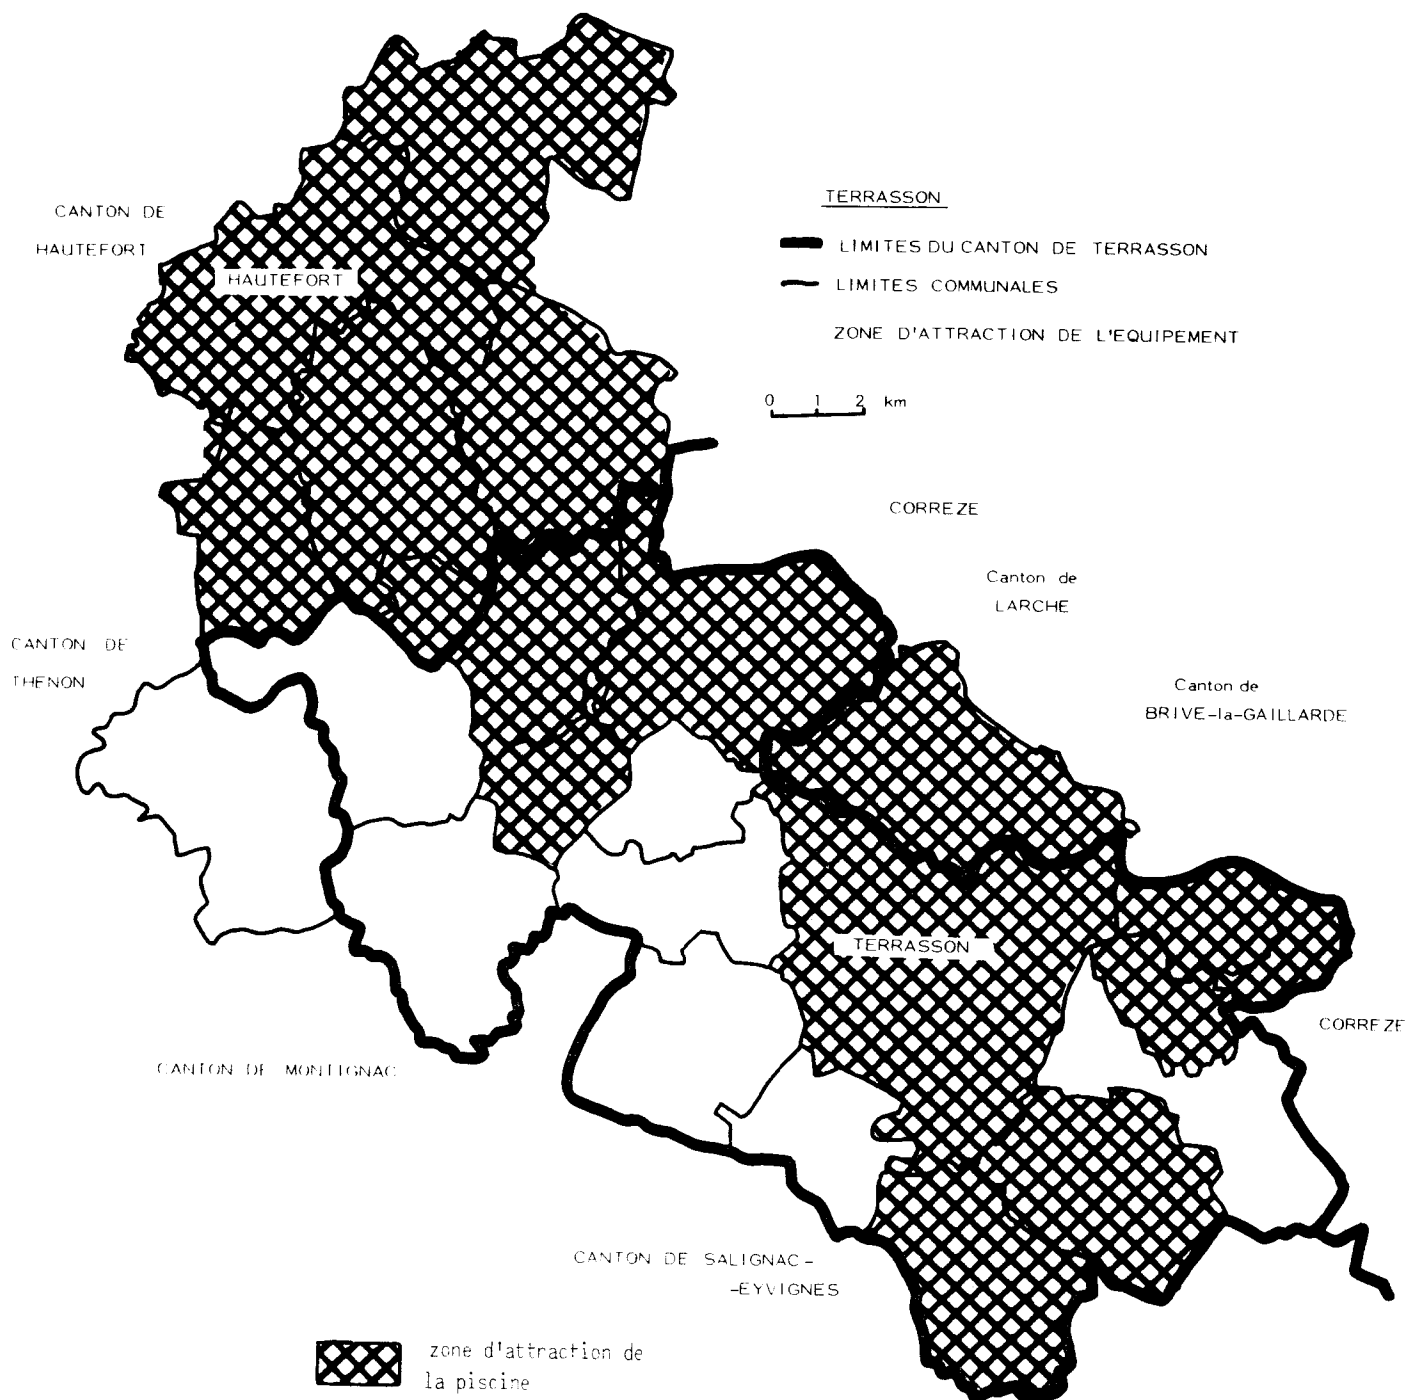 TERRASSON
LIMITES DU CANTON DE TERRASSON
LIMITES COMMUNALES
ZONE D'ATTRACTION DE L'EQUIPEMENT
0 1 2 km
CANTON DE
HAUTEFORT
HAUTEFORT
CORREZE
Canton de
LARCHE
CANTON DE
THENON
Canton de
BRIVE-la-GAILLARDE
TERRASSON
CORREZE
CANTON DE MONTIGNAC
CANTON DE SALIGNAC-
-EYVIGNES
zone d'attraction de
la piscine